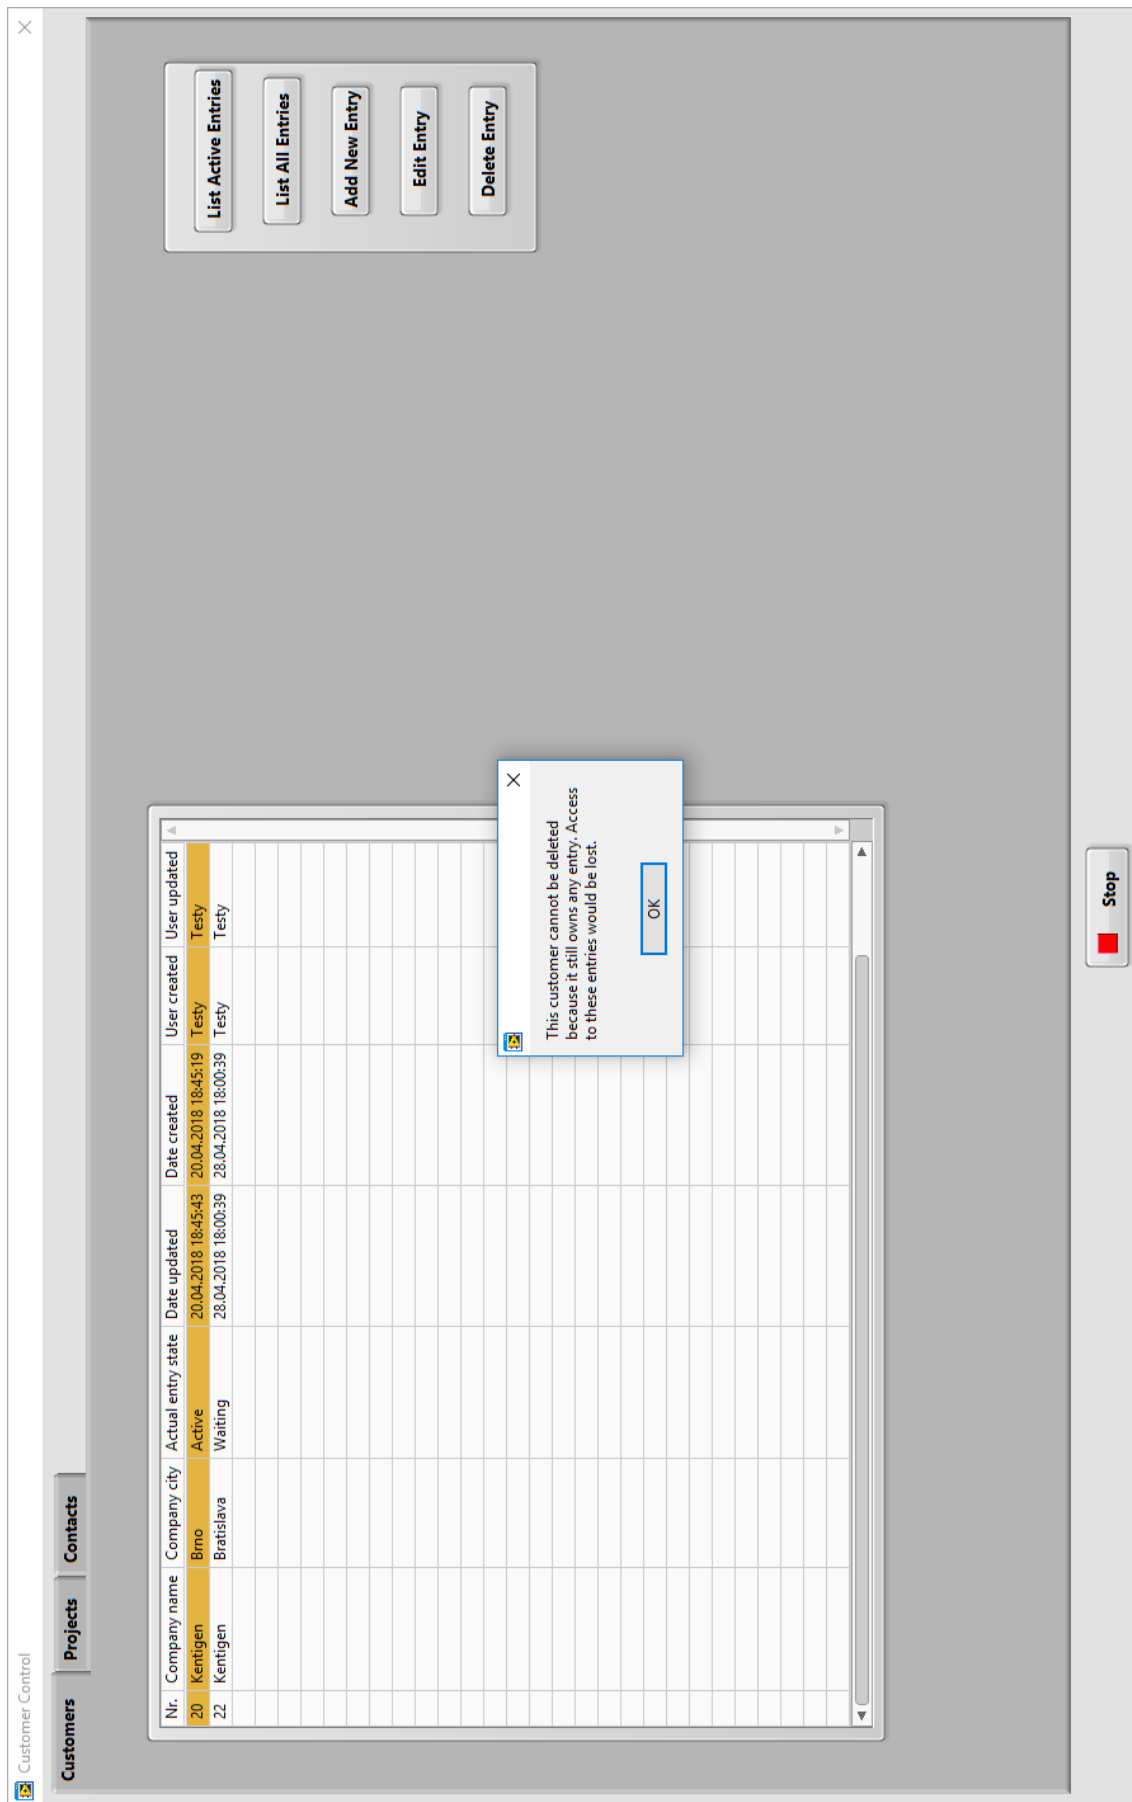 Customer Control
Customers Projects Contacts
Nr. Company name Company city Actual entry state Date updated Date created User created User updated
20 Kentigen Brno Active 20.04.2018 18:45:43 20.04.2018 18:45:19 Testy Testy
22 Kentigen Bratislava Waiting 28.04.2018 18:00:39 28.04.2018 18:00:39 Testy Testy
List Active Entries
List All Entries
Add New Entry
Edit Entry
Delete Entry
This customer cannot be deleted
because it still owns any entry. Access
to these entries would be lost.
OK
Stop